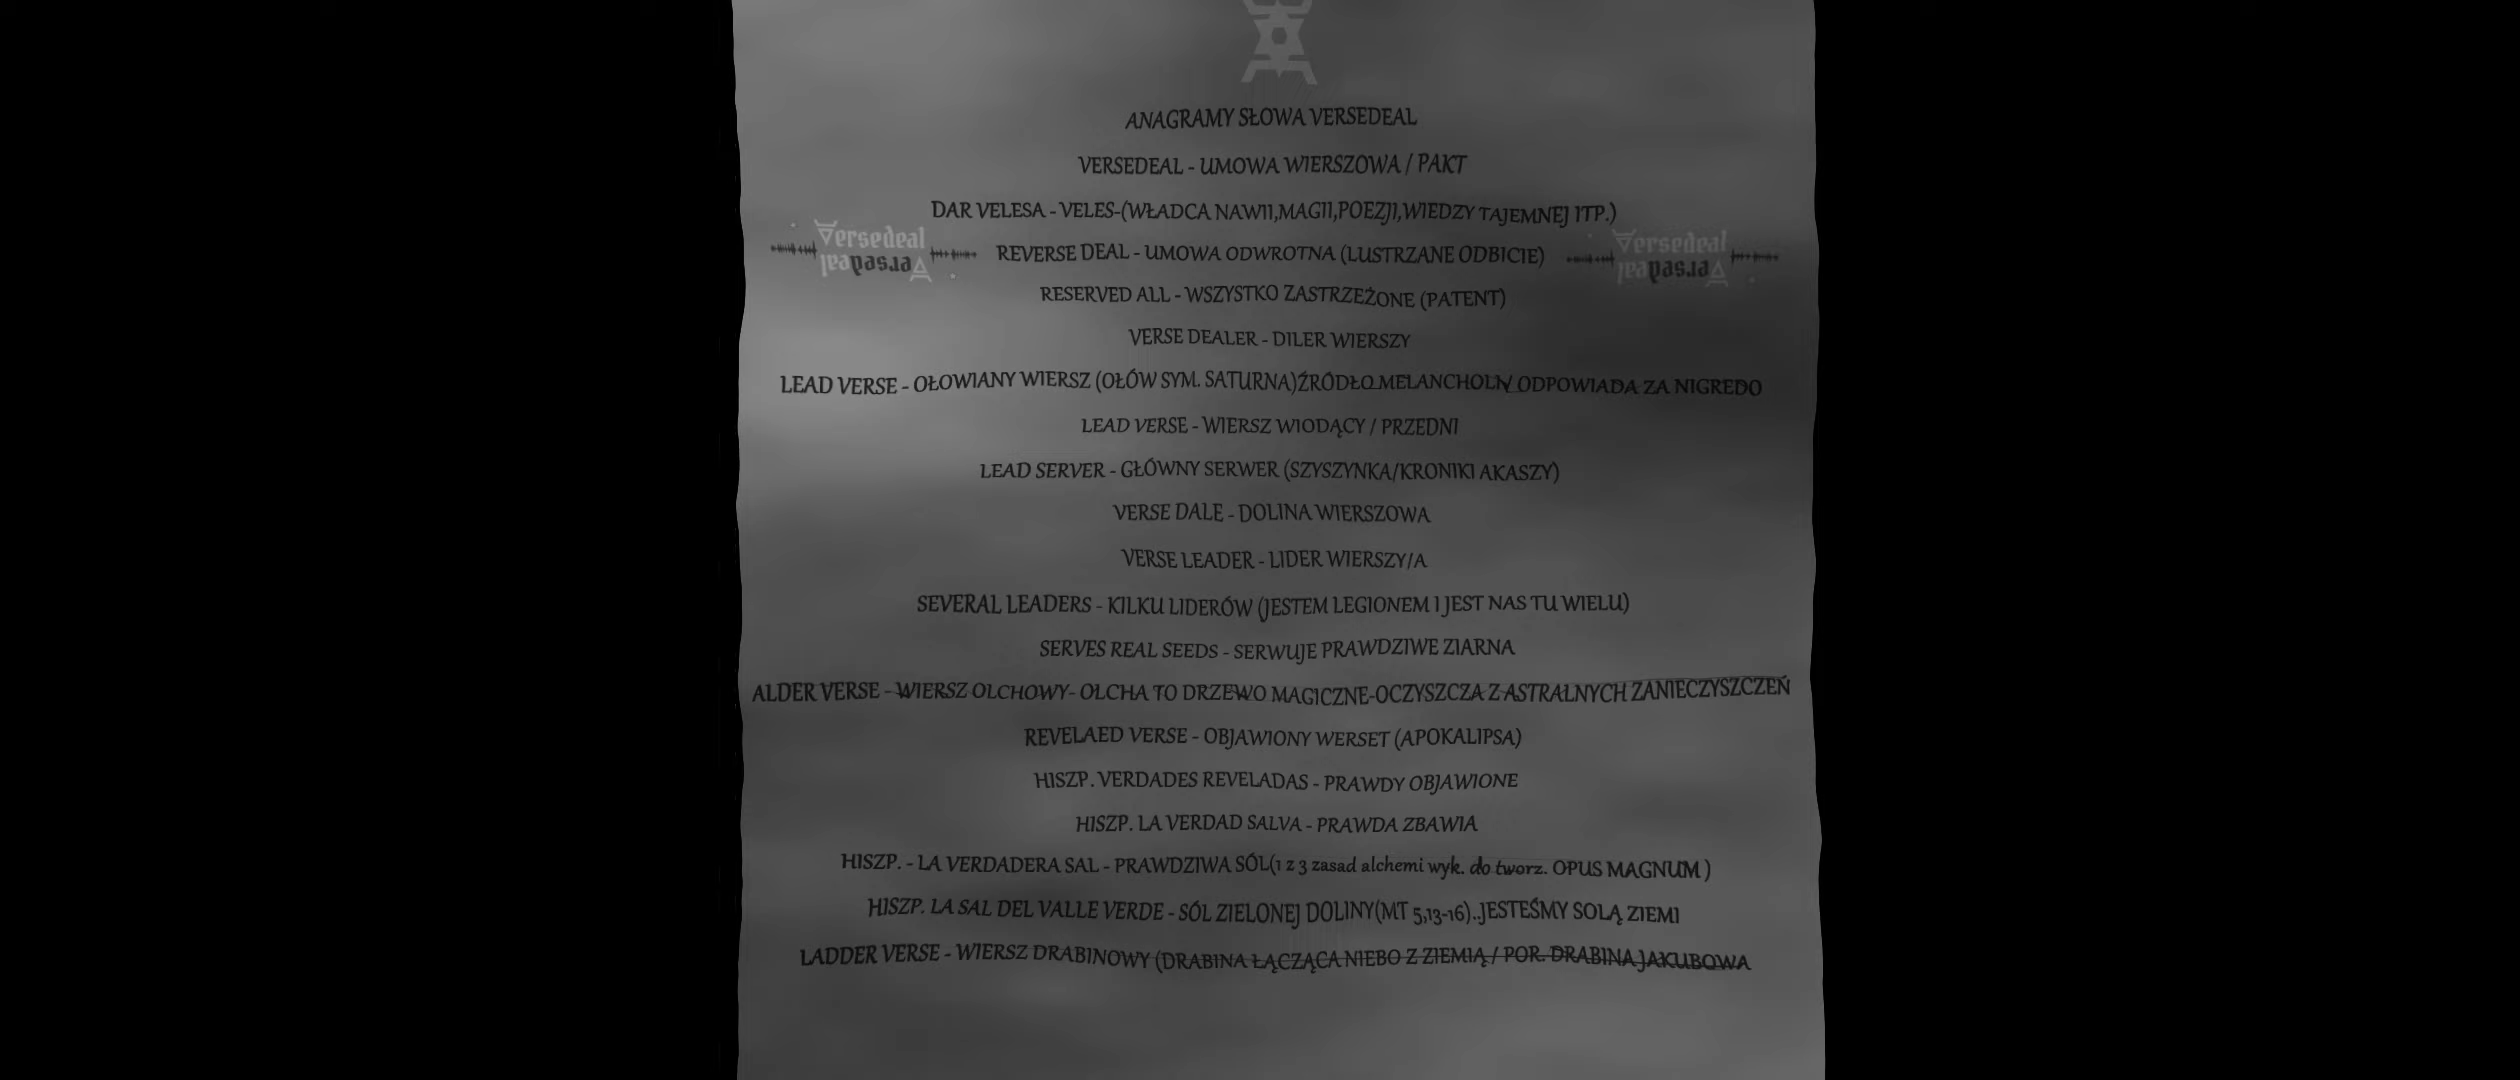 ANAGRAMY SŁOWA VERSEDEAL
VERSEDEAL - UMOWA WIERSZOWA / PAKT
DAR VELESA - VELES-(WŁADCA NAWII,MAGII,POEZJI,WIEDZY TAJEMNEJ ITP.)
Versedeal
REVERSE DEAL - UMOWA ODWROTNA (LUSTRZANE ODBICIE)
Versedeal
RESERVED ALL - WSZYSTKO ZASTRZEŻONE (PATENT)
VERSE DEALER - DILER WIERSZY
LEAD VERSE - OŁOWIANY WIERSZ (OŁÓW SYM. SATURNA)ŹRÓDŁO MELANCHOLIV ODPOWIADA ZA NIGREDO
LEAD VERSE - WIERSZ WIODĄCY / PRZEDNI
LEAD SERVER - GŁÓWNY SERWER (SZYSZYNKA/KRONIKI AKASZY)
VERSE DALE - DOLINA WIERSZOWA
VERSE LEADER - LIDER WIERSZY/A
SEVERAL LEADERS - KILKU LIDERÓW (JESTEM LEGIONEM I JEST NAS TU WIELU)
SERVES REAL SEEDS - SERWUJE PRAWDZIWE ZIARNA
ALDER VERSE - WIERSZ OLCHOWY- OLCHA TO DRZEWO MAGICZNE-OCZYSZCZA Z ASTRALNYCH ZANIECZYSZCZEŃ
REVELAED VERSE - OBJAWIONY WERSET (APOKALIPSA)
HISZP. VERDADES REVELADAS - PRAWDY OBJAWIONE
HISZP. LA VERDAD SALVA - PRAWDA ZBAWIA
HISZP. - LA VERDADERA SAL - PRAWDZIWA SÓL(1 z 3 zasad alchemi wyk. do tworz. OPUS MAGNUM )
HISZP. LA SAL DEL VALLE VERDE - SÓL ZIELONEJ DOLINY(MT 5,13-16)..JESTEŚMY SOLĄ ZIEMI
LADDER VERSE - WIERSZ DRABINOWY (DRABINA ŁĄCZĄCA NIEBO Z ZIEMIĄ / POR. DRABINA JAKUBOWA